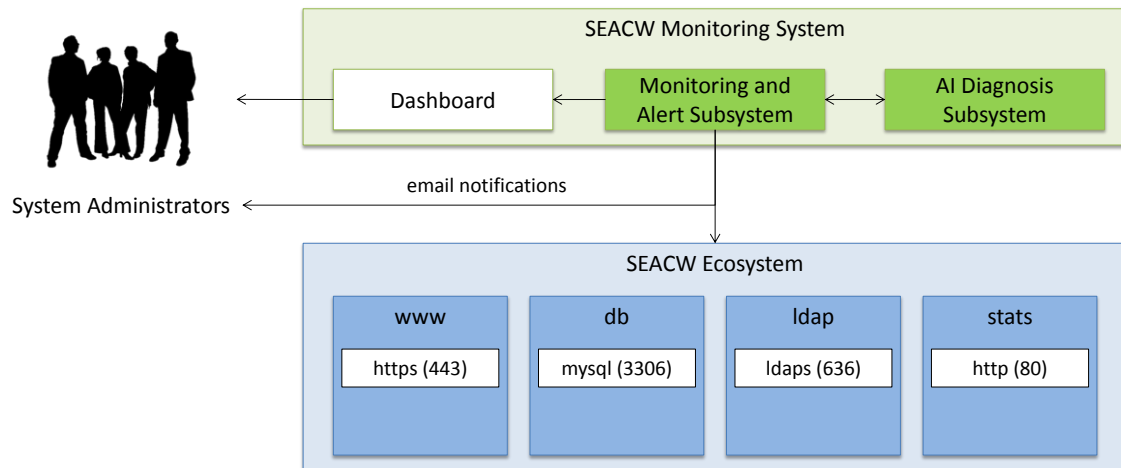 SEACW Monitoring System
Dashboard
Monitoring and
Alert Subsystem
AI Diagnosis
Subsystem
email notifications
System Administrators
SEACW Ecosystem
www
db
ldap
stats
https (443)
mysql (3306)
ldaps (636)
http (80)